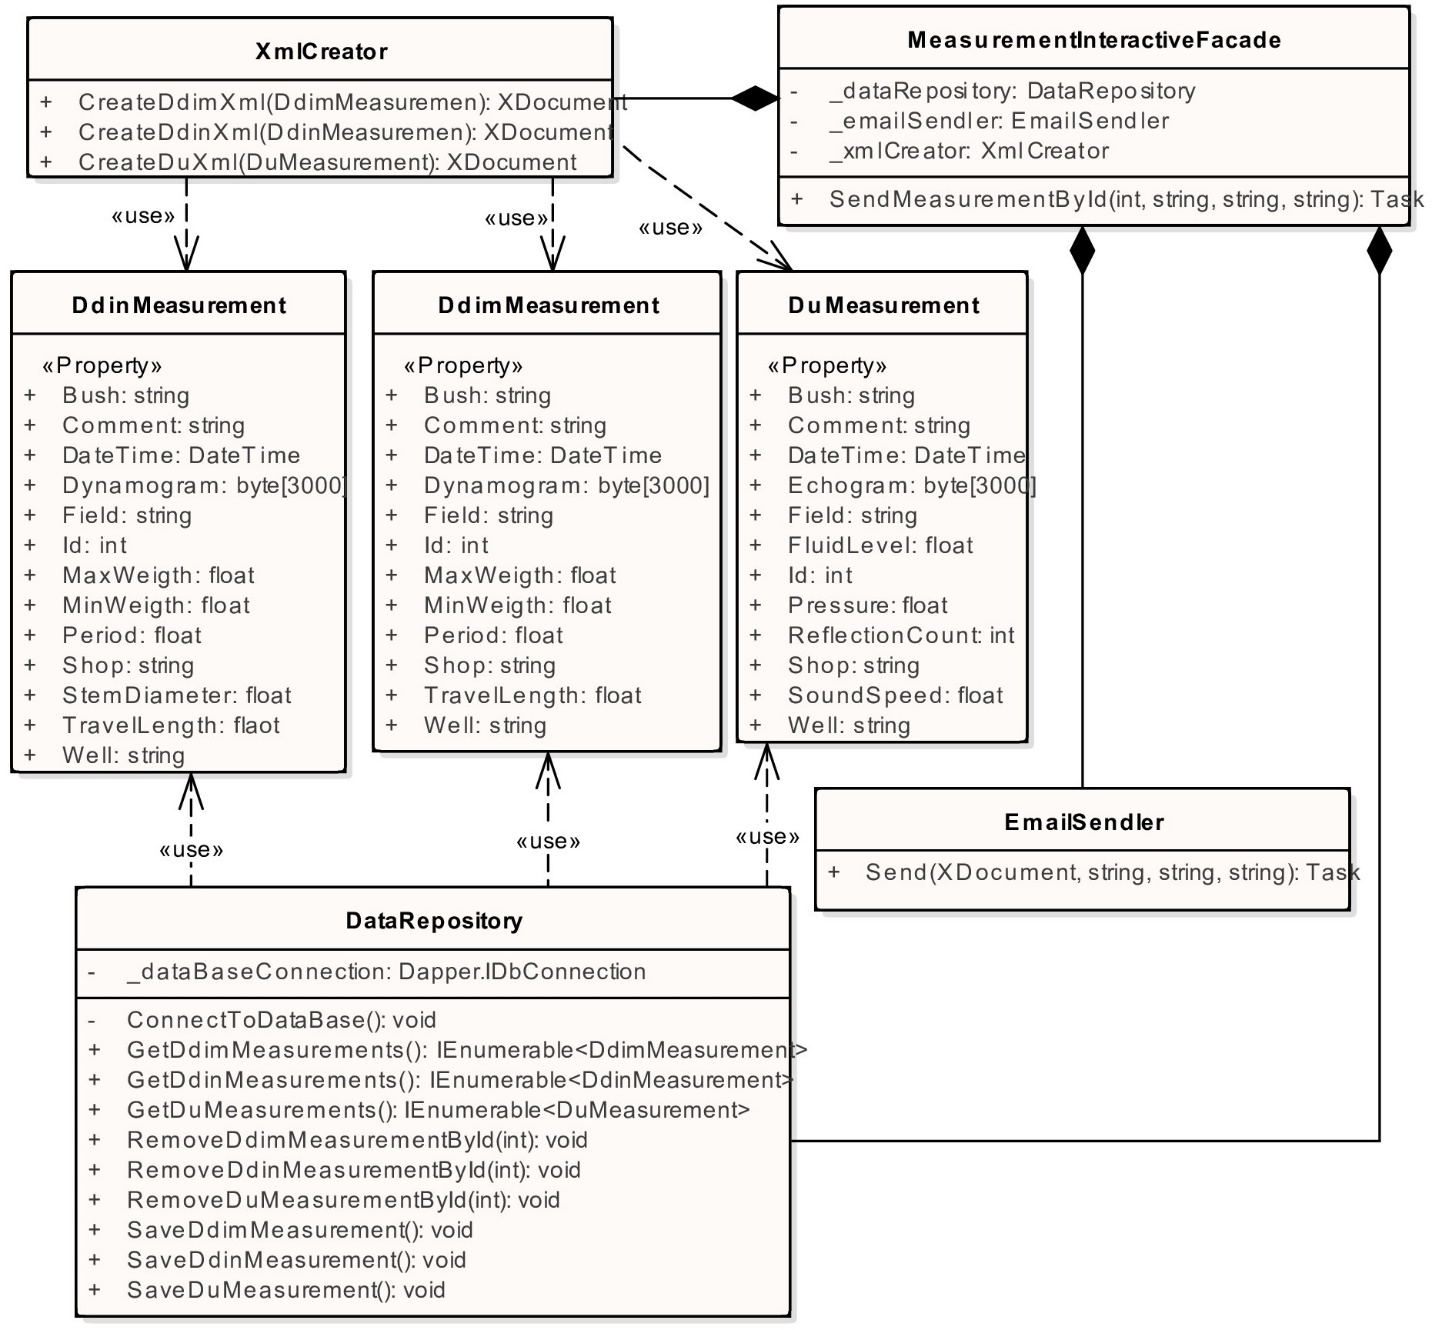 XmlCreator
+ CreateDdimXml(DdimMeasuremen): XDocument
+ CreateDdinXml(DdinMeasuremen): XDocument
+ CreateDuXml(DuMeasurement): XDocument
MeasurementInteractiveFacade
- _dataRepository: DataRepository
- _emailSendler: EmailSendler
- _xmlCreator: XmlCreator
+ SendMeasurementById(int, string, string, string): Task
«use»
«use»
«use»
DdinMeasurement
«Property»
+ Bush: string
+ Comment: string
+ DateTime: DateTime
+ Dynamogram: byte[3000]
+ Field: string
+ Id: int
+ MaxWeigth: float
+ MinWeigth: float
+ Period: float
+ Shop: string
+ StemDiameter: float
+ TravelLength: flaot
+ Well: string
DdimMeasurement
«Property»
+ Bush: string
+ Comment: string
+ DateTime: DateTime
+ Dynamogram: byte[3000]
+ Field: string
+ Id: int
+ MaxWeigth: float
+ MinWeigth: float
+ Period: float
+ Shop: string
+ TravelLength: float
+ Well: string
DuMeasurement
«Property»
+ Bush: string
+ Comment: string
+ DateTime: DateTime
+ Echogram: byte[3000]
+ Field: string
+ FluidLevel: float
+ Id: int
+ Pressure: float
+ ReflectionCount: int
+ Shop: string
+ SoundSpeed: float
+ Well: string
«use»
«use»
«use»
EmailSendler
+ Send(XDocument, string, string, string): Task
DataRepository
- _dataBaseConnection: Dapper.IDbConnection
- ConnectToDataBase(): void
+ GetDdimMeasurements(): IEnumerable<DdimMeasurement>
+ GetDdinMeasurements(): IEnumerable<DdinMeasurement>
+ GetDuMeasurements(): IEnumerable<DuMeasurement>
+ RemoveDdimMeasurementById(int): void
+ RemoveDdinMeasurementById(int): void
+ RemoveDuMeasurementById(int): void
+ SaveDdimMeasurement(): void
+ SaveDdinMeasurement(): void
+ SaveDuMeasurement(): void